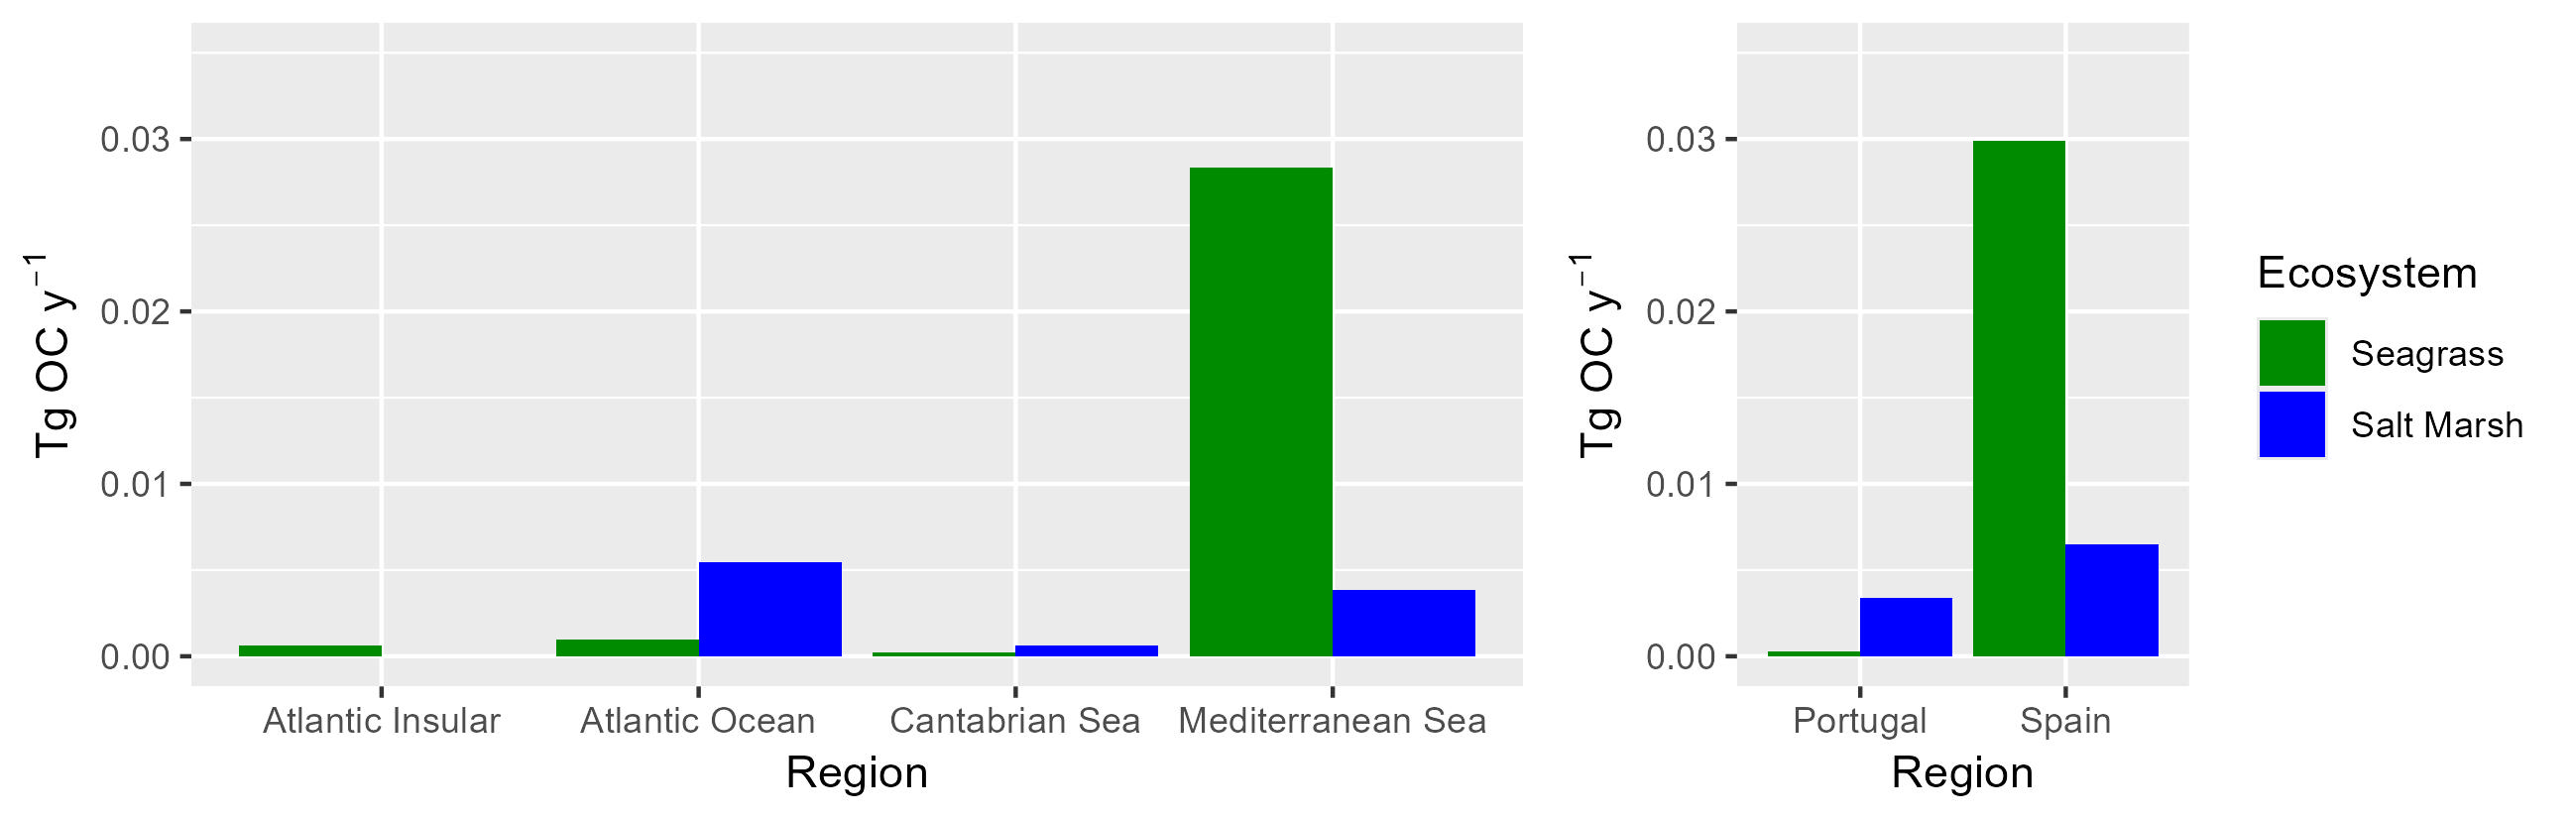 0.03
0.02
0.01
0.00
Tg OC y⁻¹
Atlantic Insular
Atlantic Ocean
Cantabrian Sea
Mediterranean Sea
Region
0.03
0.02
0.01
0.00
Tg OC y⁻¹
Portugal
Spain
Region
Ecosystem
Seagrass
Salt Marsh